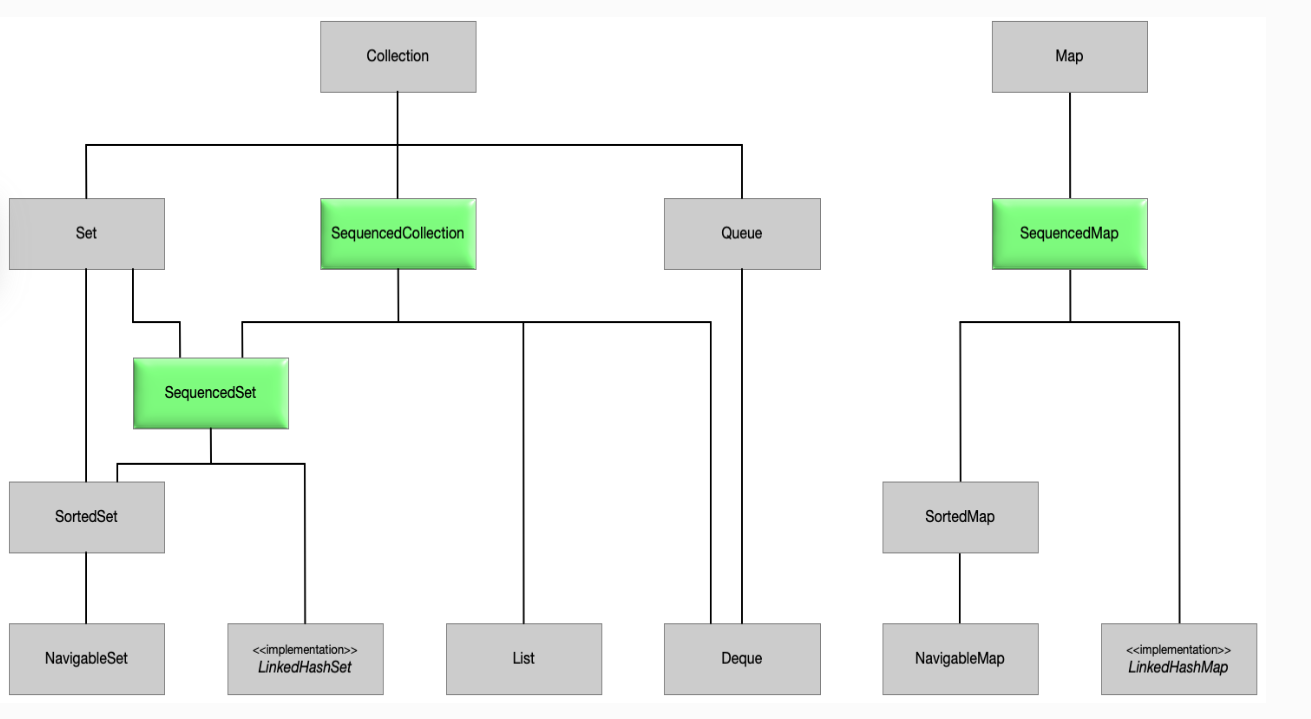 Collection
Map
Set
SequencedCollection
Queue
SequencedMap
SequencedSet
SortedSet
SortedMap
NavigableSet
<<implementation>>
LinkedHashSet
List
Deque
NavigableMap
<<implementation>>
LinkedHashMap